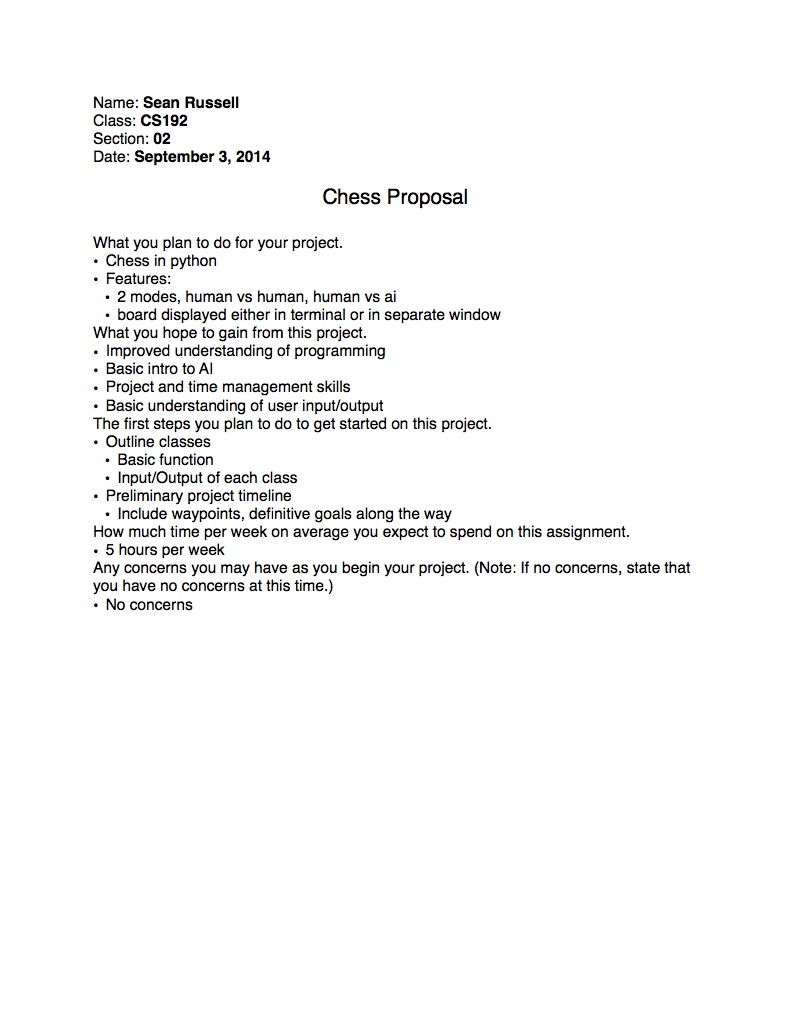 Name: Sean Russell
Class: CS192
Section: 02
Date: September 3, 2014
Chess Proposal
What you plan to do for your project.
• Chess in python
• Features:
• 2 modes, human vs human, human vs ai
• board displayed either in terminal or in separate window
What you hope to gain from this project.
• Improved understanding of programming
• Basic intro to AI
• Project and time management skills
• Basic understanding of user input/output
The first steps you plan to do to get started on this project.
• Outline classes
• Basic function
• Input/Output of each class
• Preliminary project timeline
• Include waypoints, definitive goals along the way
How much time per week on average you expect to spend on this assignment.
• 5 hours per week
Any concerns you may have as you begin your project. (Note: If no concerns, state that
you have no concerns at this time.)
• No concerns